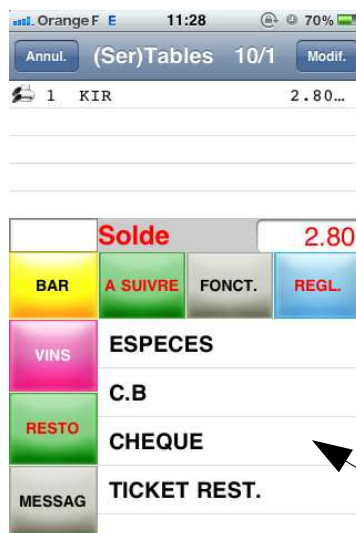 Orange F E 11:28 70%
Annul. (Ser)Tables 10/1 Modif.
1 KIR 2.80…
Solde 2.80
BAR A SUIVRE FONCT. REGL.
VINS
ESPECES
C.B
RESTO
CHEQUE
MESSAG
TICKET REST.